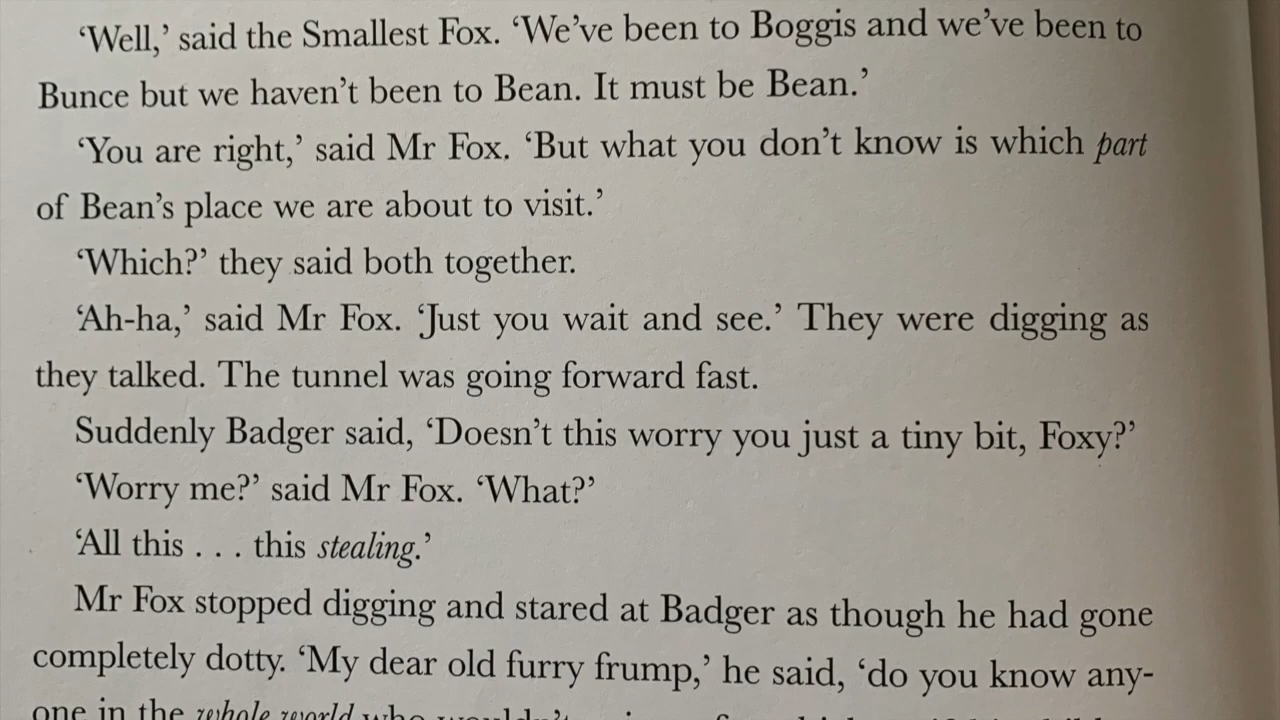 ‘Well,’ said the Smallest Fox. ‘We’ve been to Boggis and we’ve been to
Bunce but we haven’t been to Bean. It must be Bean.’
‘You are right,’ said Mr Fox. ‘But what you don’t know is which part
of Bean’s place we are about to visit.’
‘Which?’ they said both together.
‘Ah-ha,’ said Mr Fox. ‘Just you wait and see.’ They were digging as
they talked. The tunnel was going forward fast.
Suddenly Badger said, ‘Doesn’t this worry you just a tiny bit, Foxy?’
‘Worry me?’ said Mr Fox. ‘What?’
‘All this . . . this stealing.’
Mr Fox stopped digging and stared at Badger as though he had gone
completely dotty. ‘My dear old furry frump,’ he said, ‘do you know any-
one in the whole world who wouldn’t